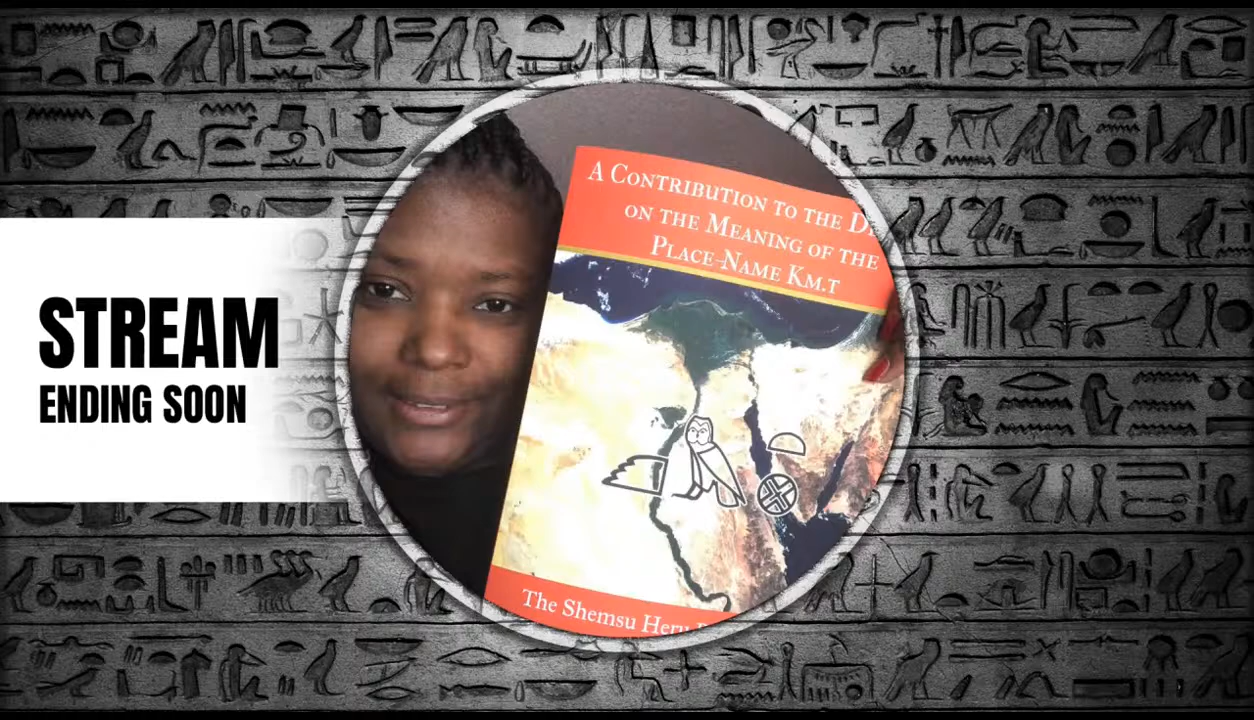 STREAM
ENDING SOON
A CONTRIBUTION TO THE
ON THE MEANING OF THE
PLACE-NAME KM.T
The Shemsu Heru